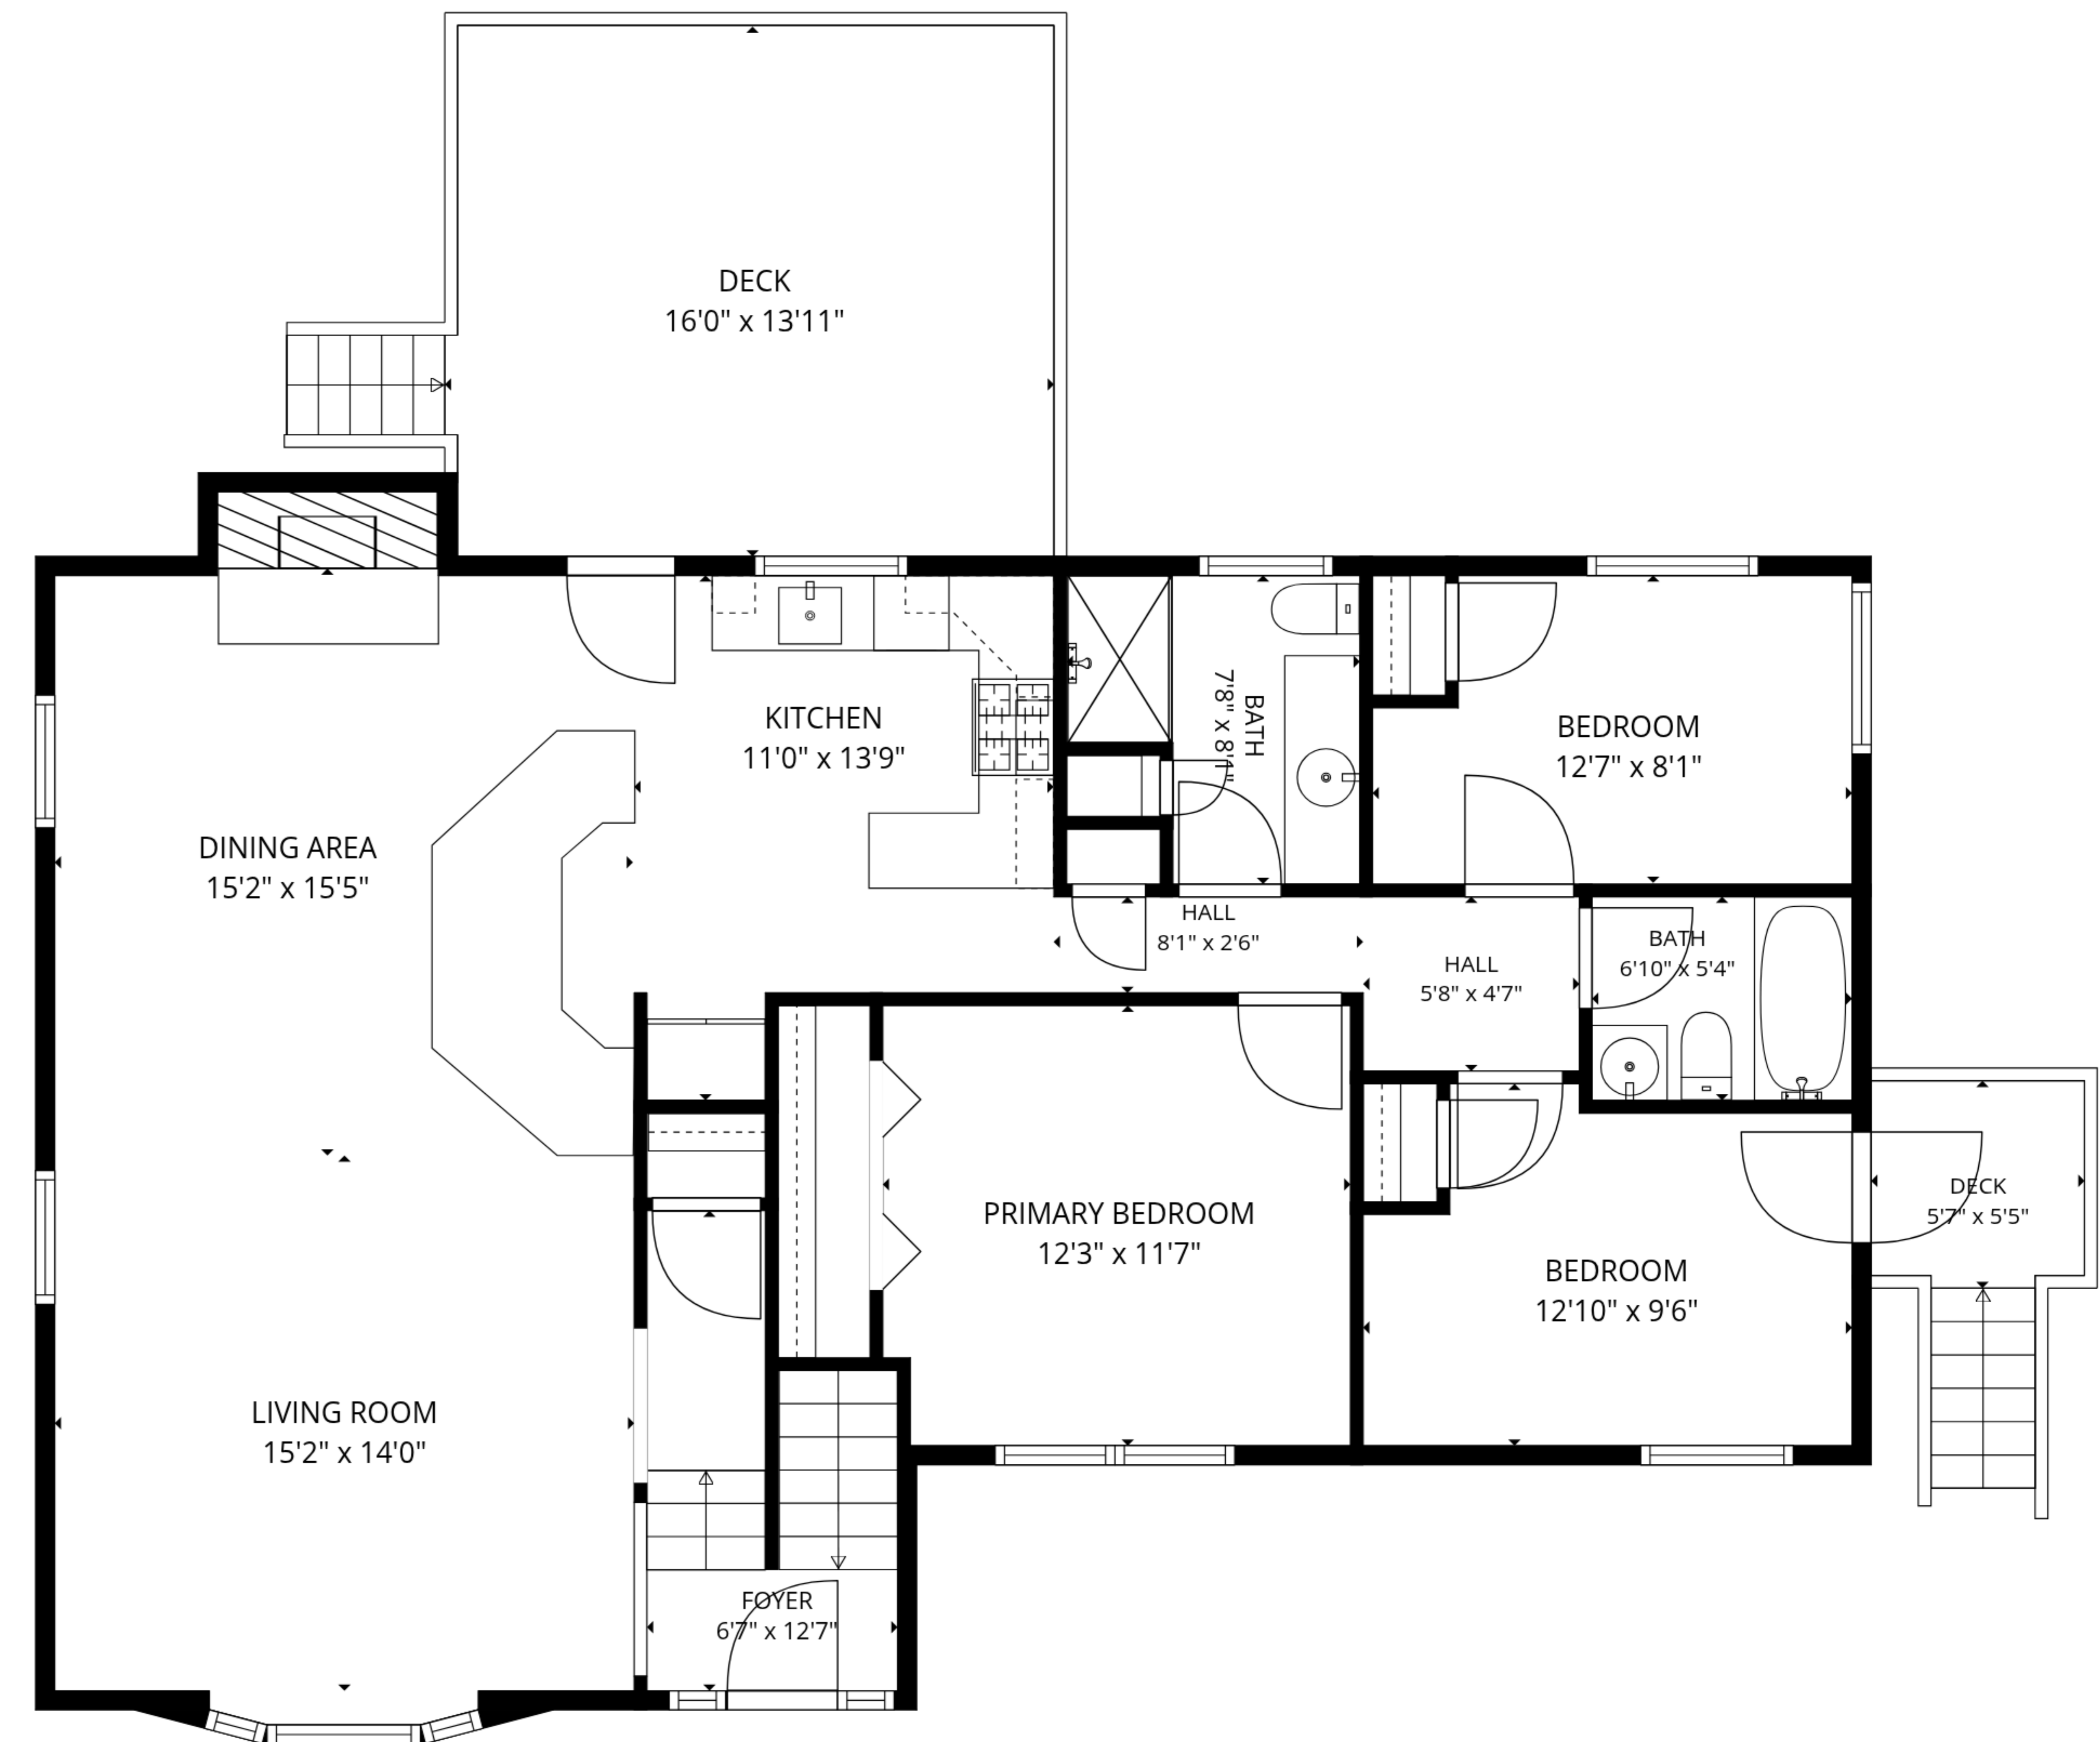 DECK
16'0" x 13'11"
KITCHEN
11'0" x 13'9"
BATH
7'8" x 8'1"
BEDROOM
12'7" x 8'1"
DINING AREA
15'2" x 15'5"
HALL
8'1" x 2'6"
HALL
5'8" x 4'7"
BATH
6'10" x 5'4"
DECK
5'7" x 5'5"
PRIMARY BEDROOM
12'3" x 11'7"
BEDROOM
12'10" x 9'6"
LIVING ROOM
15'2" x 14'0"
FOYER
6'7" x 12'7"